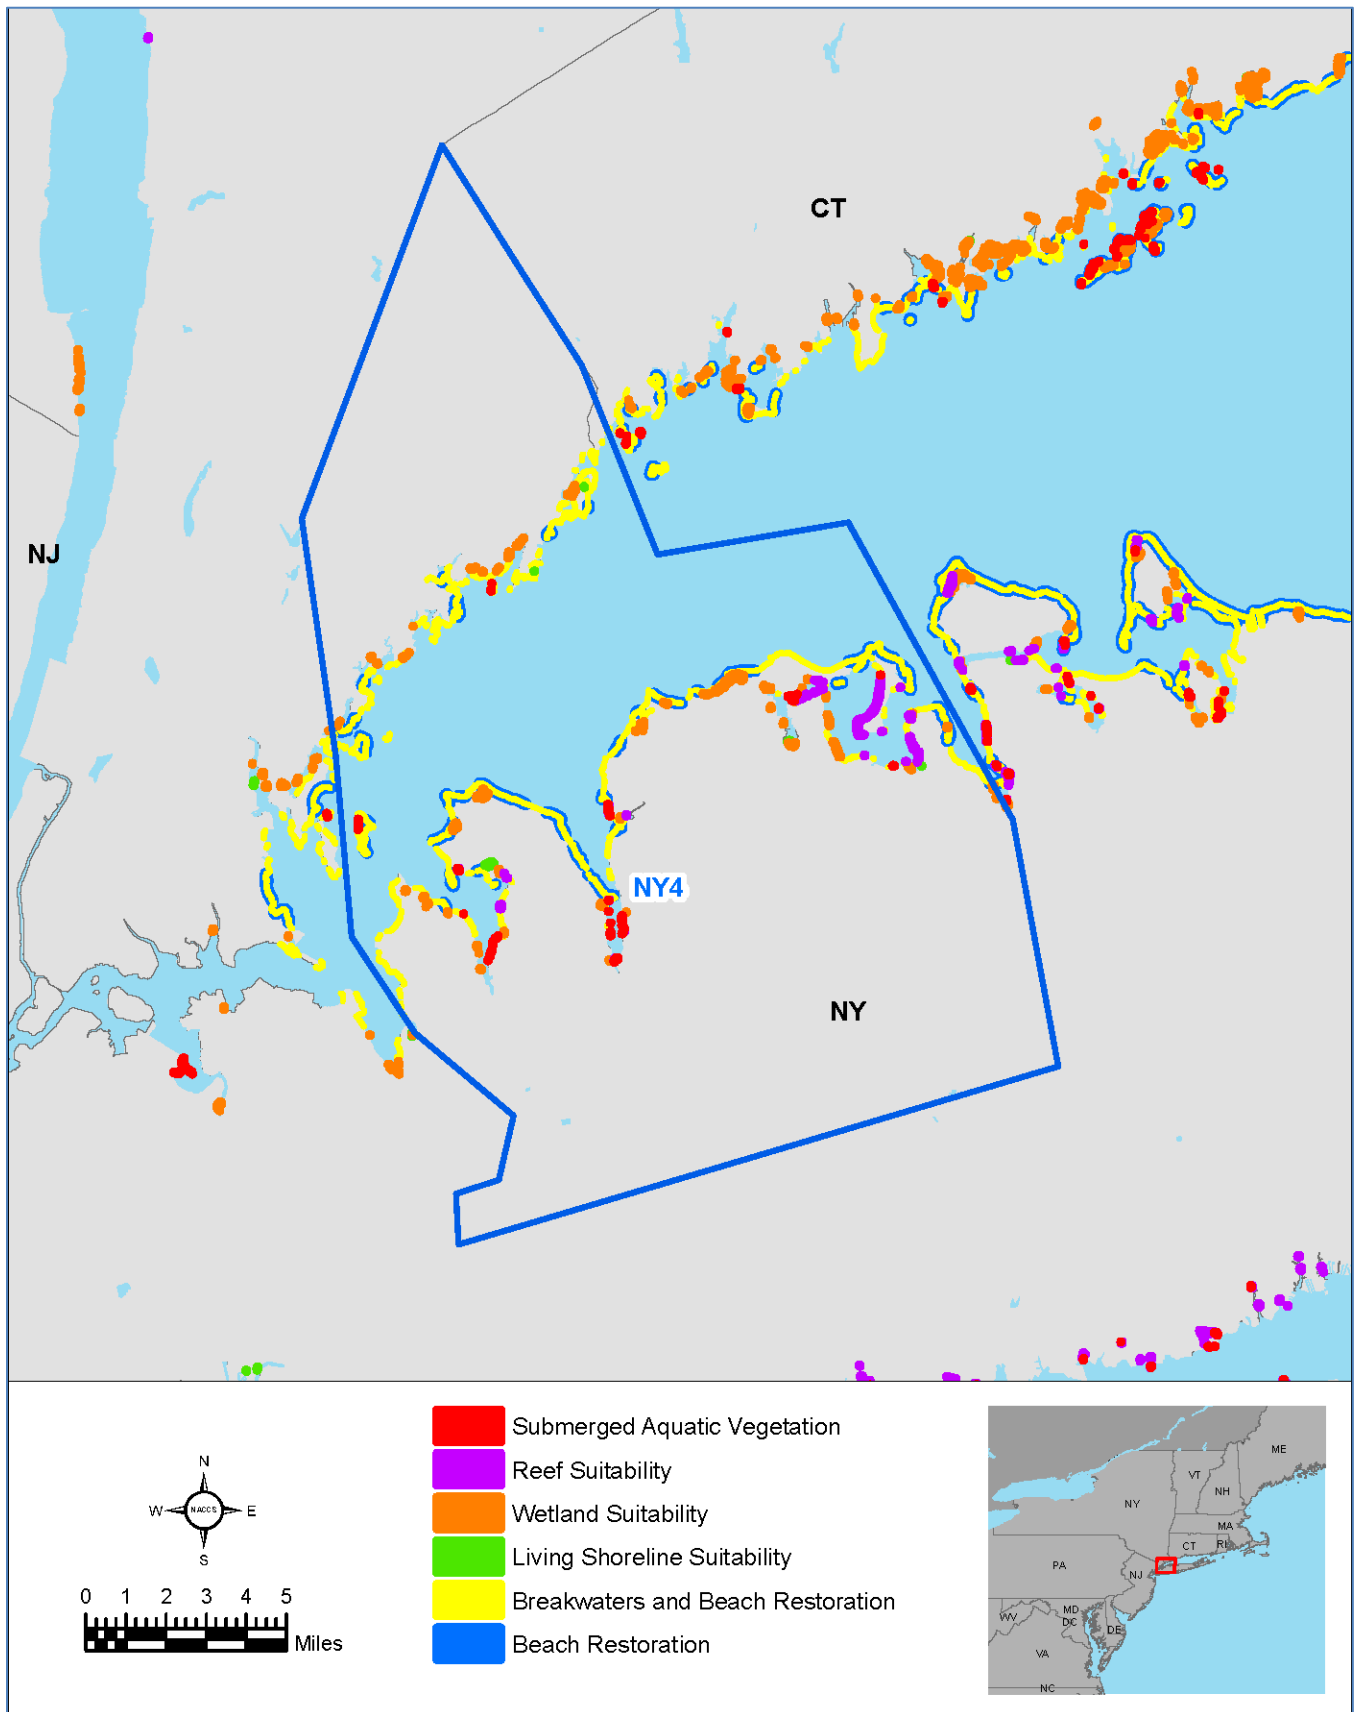 CT
NJ
NY4
NY
N
W NACCS E
S
0 1 2 3 4 5
Miles
Submerged Aquatic Vegetation
Reef Suitability
Wetland Suitability
Living Shoreline Suitability
Breakwaters and Beach Restoration
Beach Restoration
ME
VT
NH
NY
MA
CT
RI
PA
NJ
MD
DC
WV
DE
VA
NC